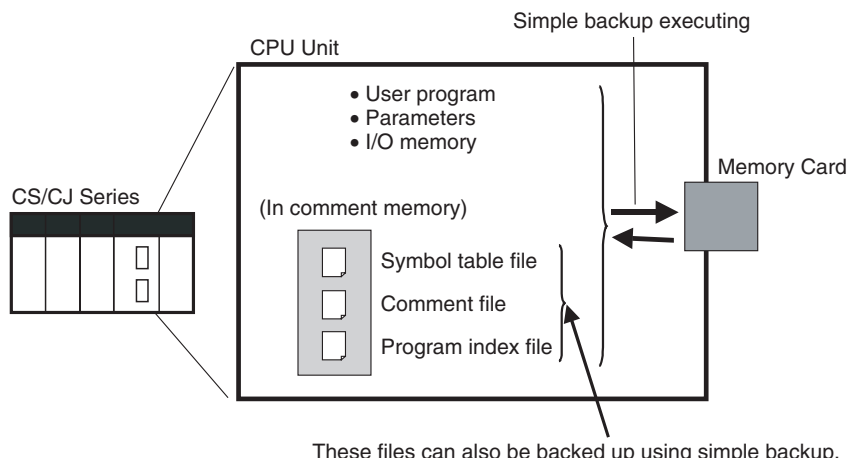 Simple backup executing
CPU Unit
• User program
• Parameters
• I/O memory
Memory Card
CS/CJ Series
(In comment memory)
Symbol table file
Comment file
Program index file
These files can also be backed up using simple backup.